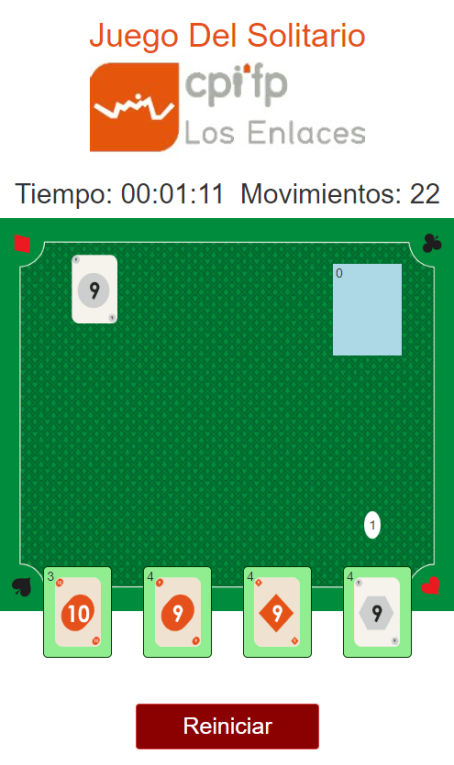 Juego Del Solitario
cpi'fp
Los Enlaces
Tiempo: 00:01:11 Movimientos: 22
9
0
1
3 4 4 4
10 9 9 9
Reiniciar